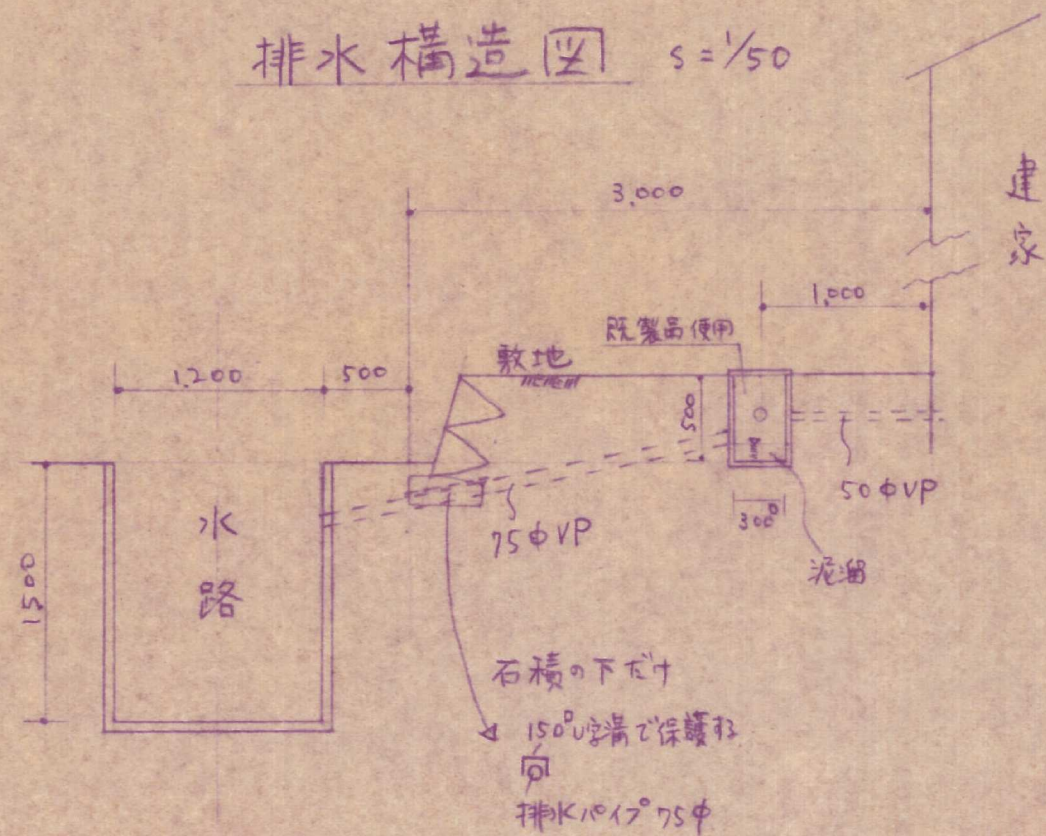 排水構造図 S=1/50
3,000
建家
1,000
既製品使用
敷地
1,200
500
500
50φVP
300□
75φVP
泥溜
水路
1500
石積の下だけ
150□U字溝で保護する
排水パイプ75φ